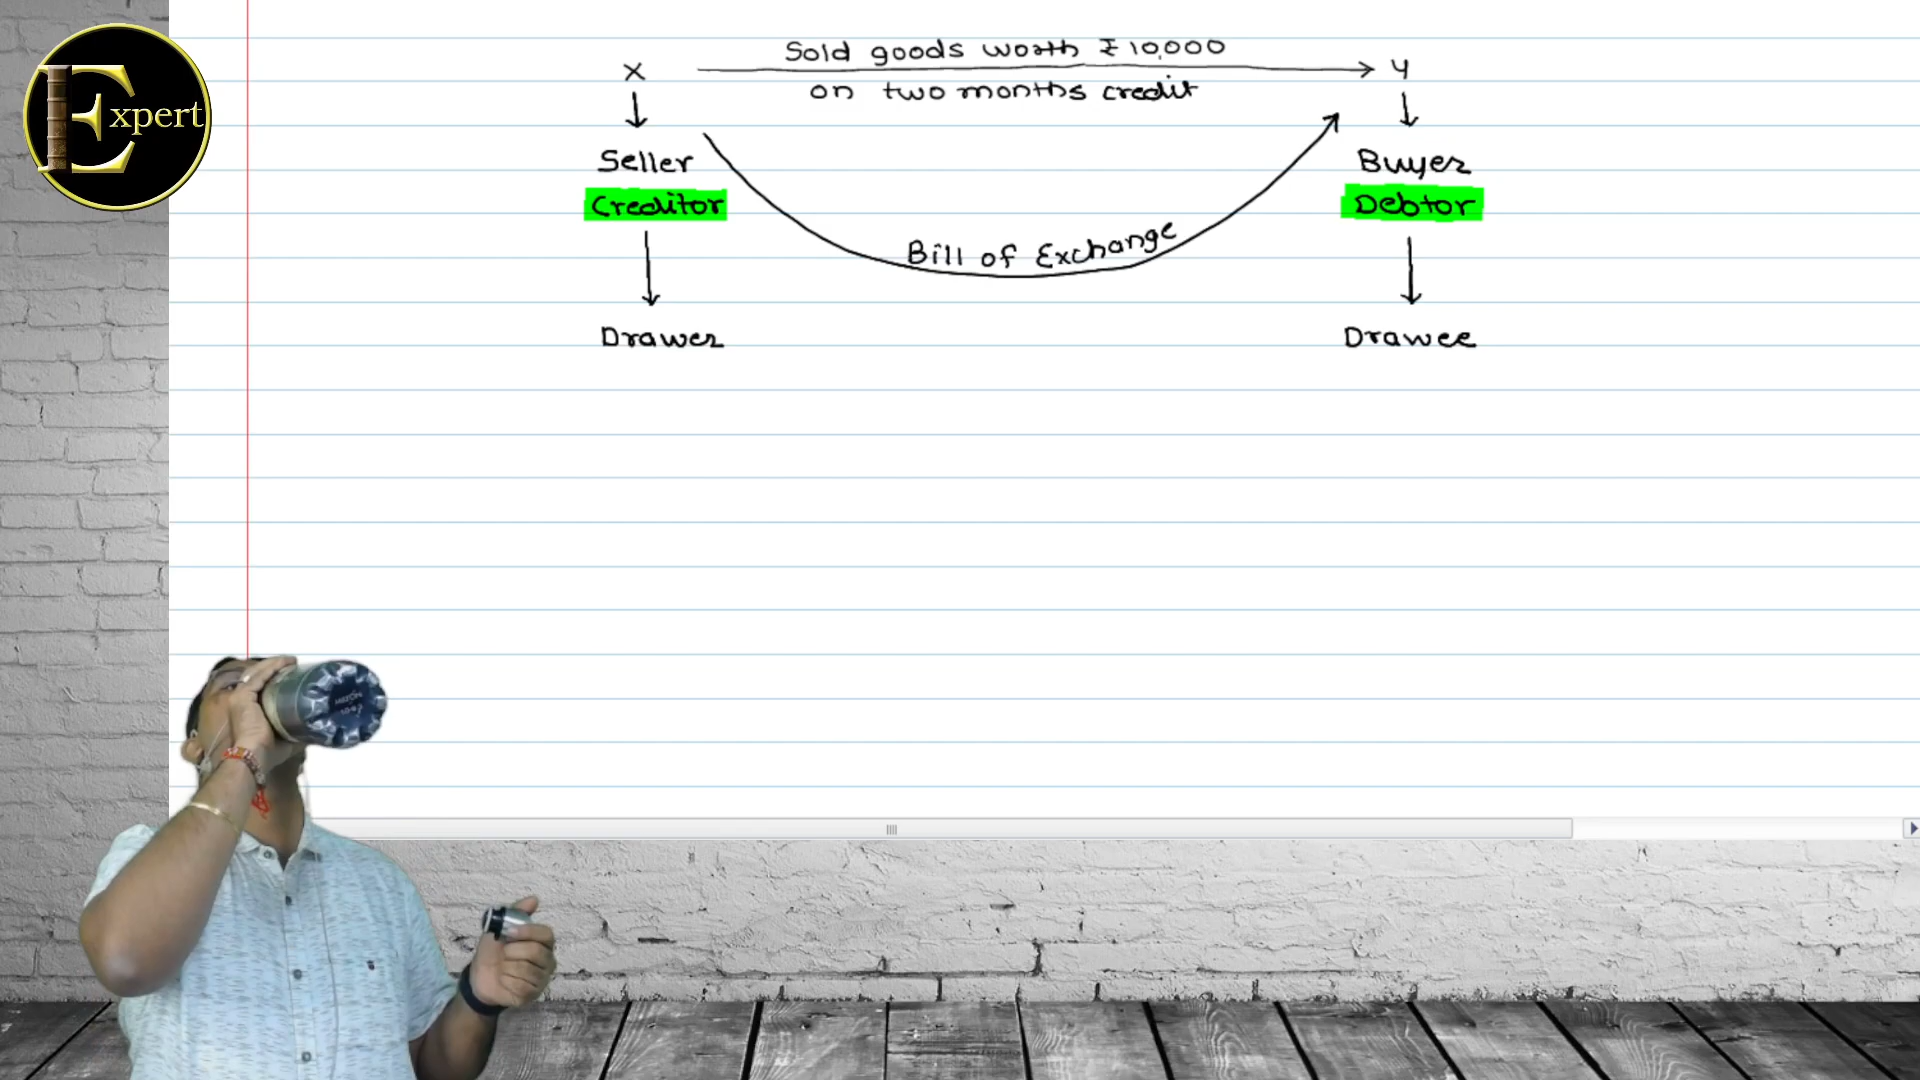 Expert
Sold goods worth ₹10,000
X
Y
on two months credit
Seller
Buyer
Creditor
Debtor
Bill of Exchange
Drawer
Drawee